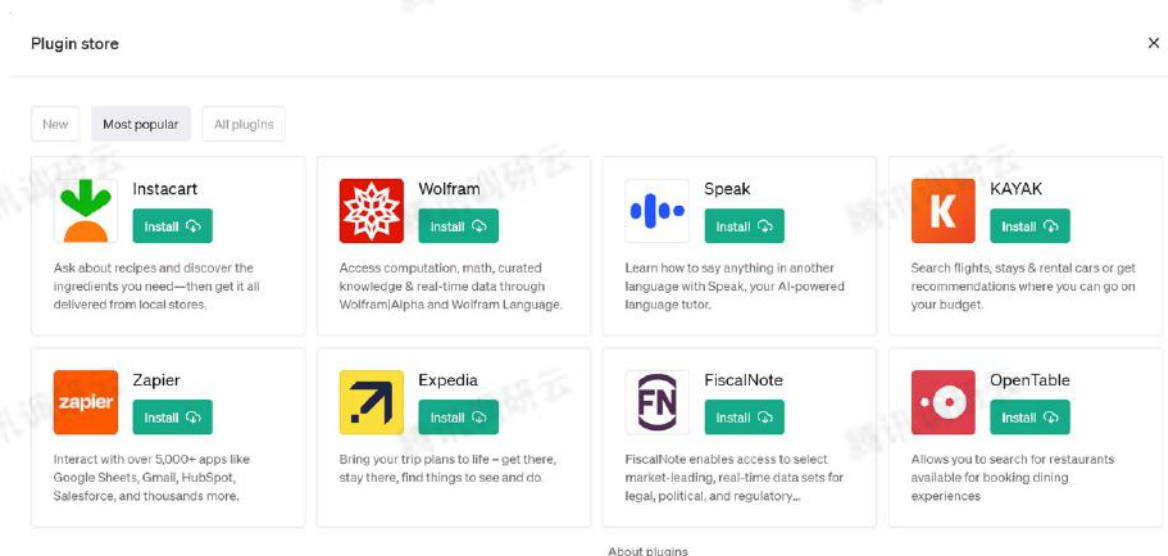 Plugin store
New
Most popular
All plugins
Instacart
Install
Ask about recipes and discover the
ingredients you need—then get it all
delivered from local stores.
Wolfram
Install
Access computation, math, curated
knowledge & real-time data through
Wolfram|Alpha and Wolfram Language.
Speak
Install
Learn how to say anything in another
language with Speak, your AI-powered
language tutor.
K
KAYAK
Install
Search flights, stays & rental cars or get
recommendations where you can go on
your budget.
zapier
Zapier
Install
Interact with over 5,000+ apps like
Google Sheets, Gmail, HubSpot,
Salesforce, and thousands more.
Expedia
Install
Bring your trip plans to life – get there,
stay there, find things to see and do.
FN
FiscalNote
Install
FiscalNote enables access to select
market-leading, real-time data sets for
legal, political, and regulatory...
OpenTable
Install
Allows you to search for restaurants
available for booking dining
experiences
About plugins